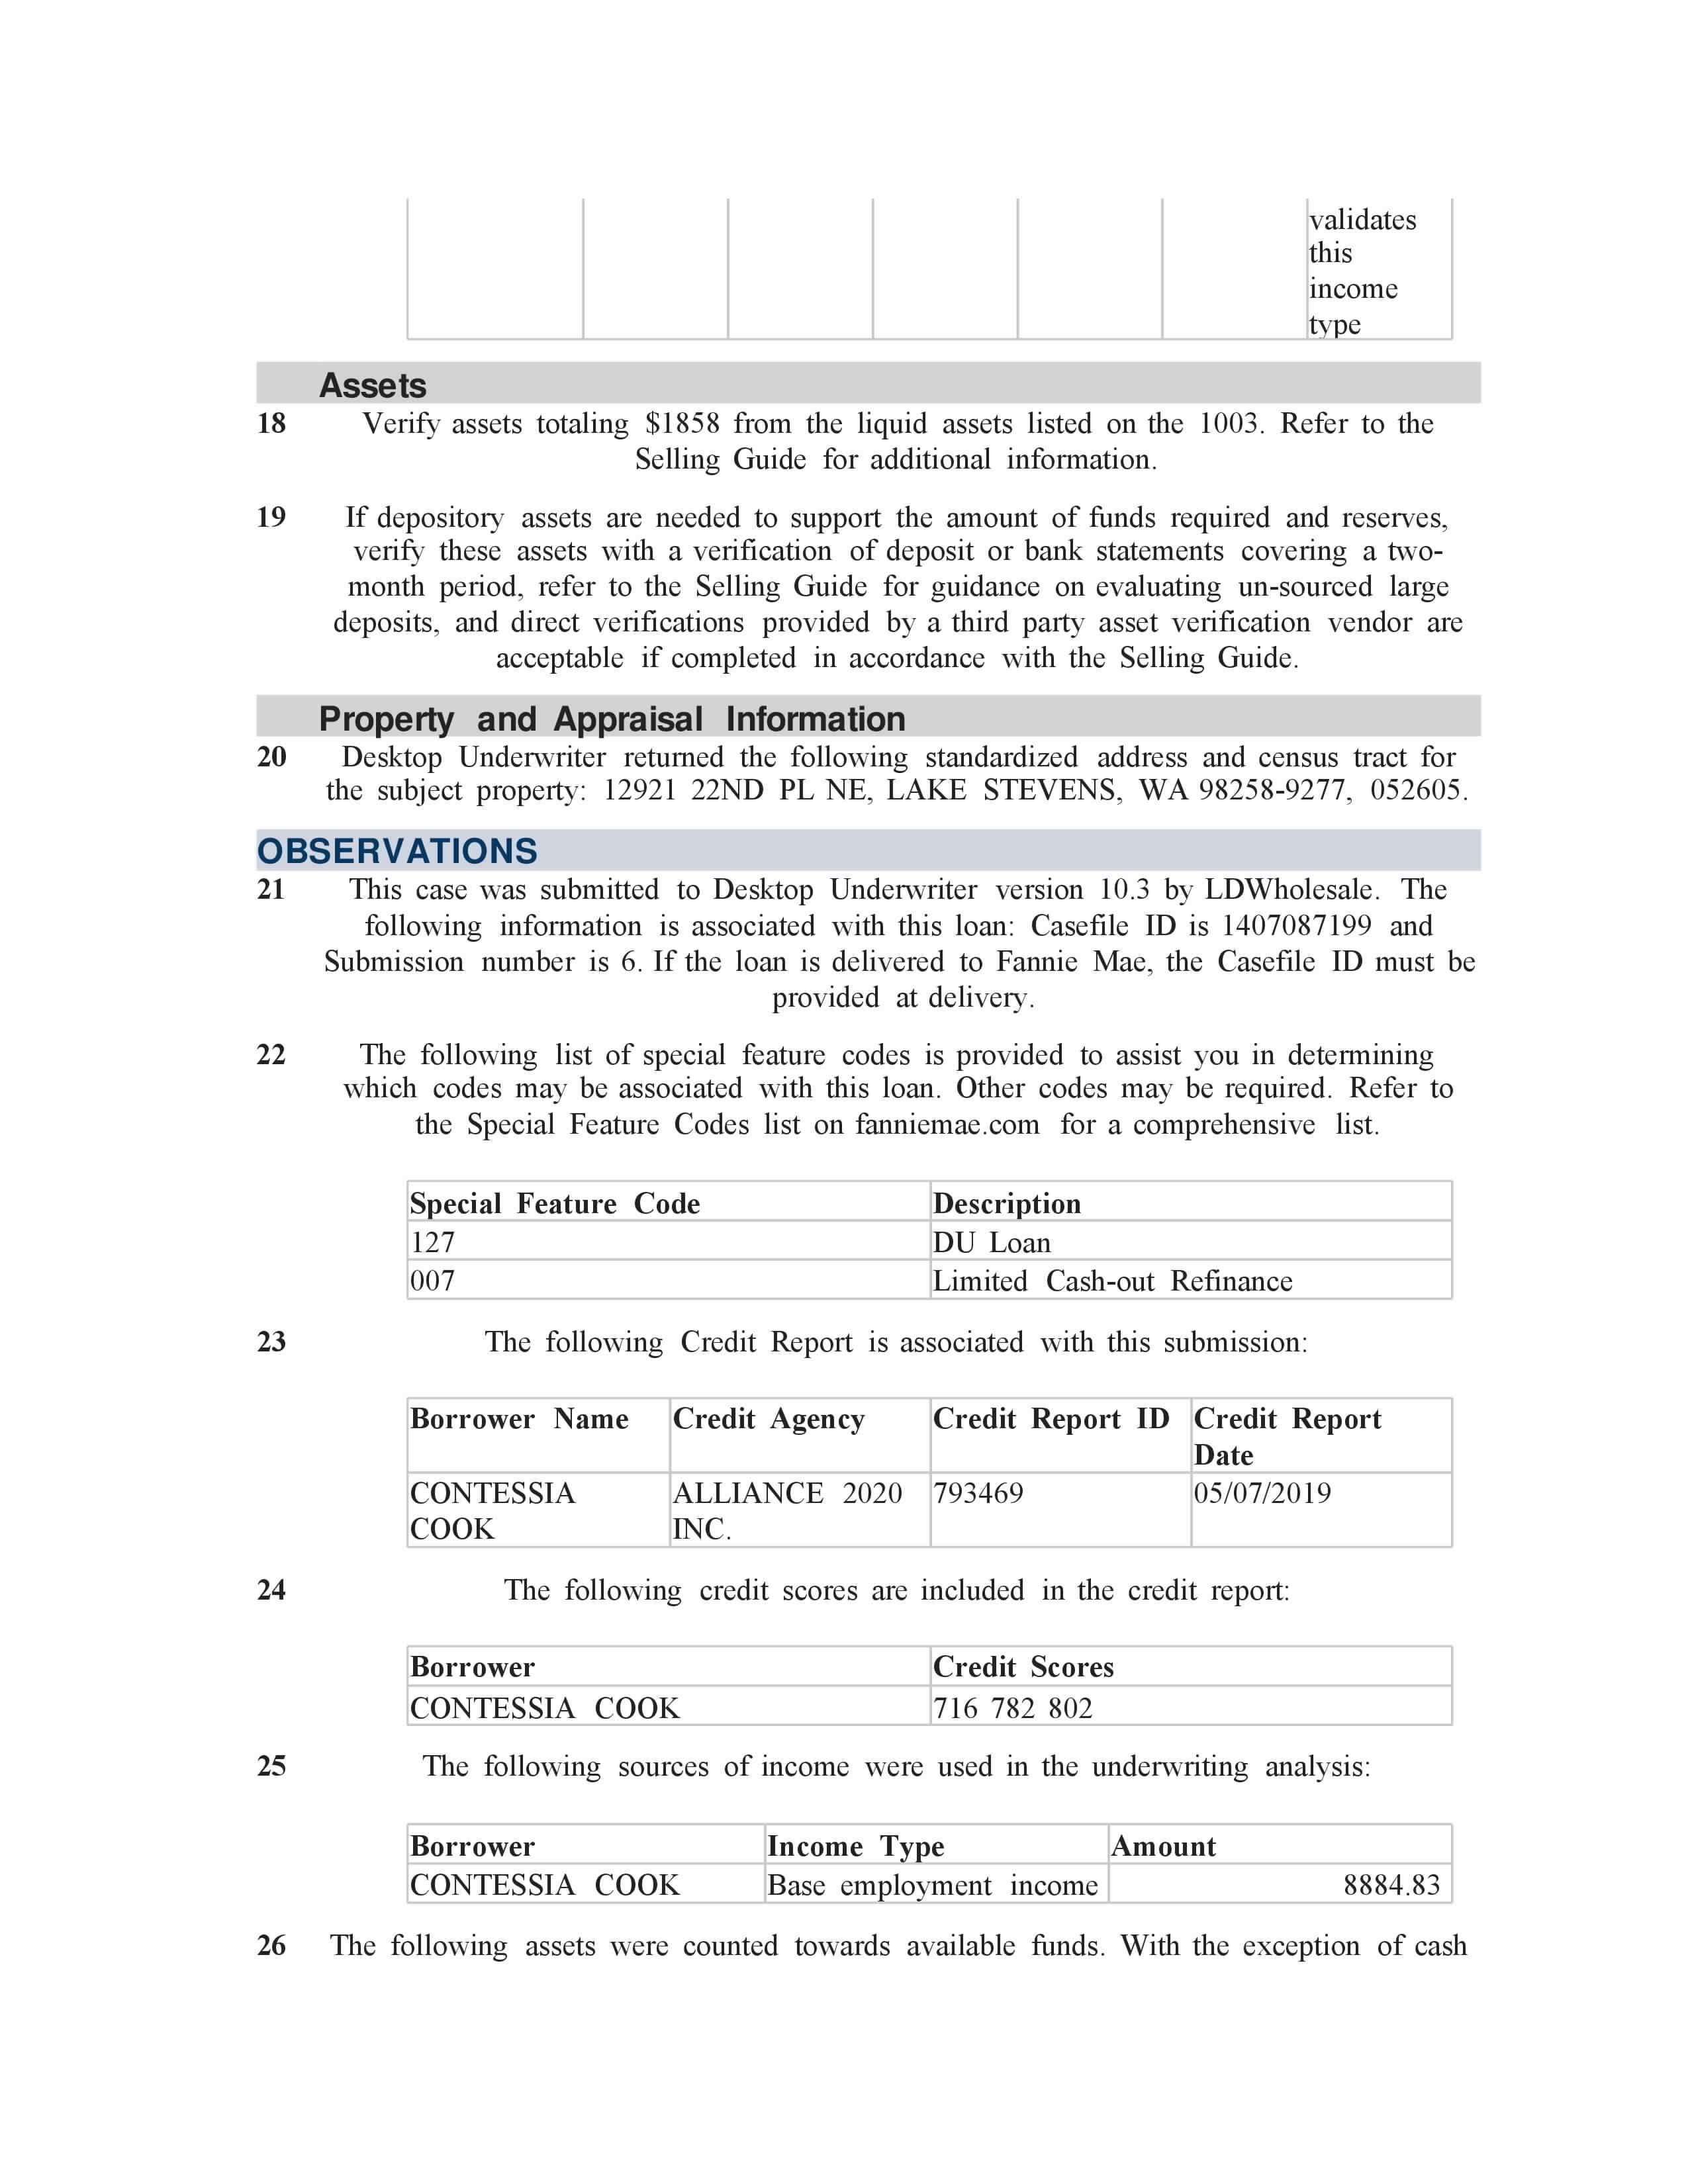 validates
this
income
type
Assets
18 Verify assets totaling $1858 from the liquid assets listed on the 1003. Refer to the
Selling Guide for additional information.
19 If depository assets are needed to support the amount of funds required and reserves,
verify these assets with a verification of deposit or bank statements covering a two-
month period, refer to the Selling Guide for guidance on evaluating un-sourced large
deposits, and direct verifications provided by a third party asset verification vendor are
acceptable if completed in accordance with the Selling Guide.
Property and Appraisal Information
20 Desktop Underwriter returned the following standardized address and census tract for
the subject property: 12921 22ND PL NE, LAKE STEVENS, WA 98258-9277, 052605.
OBSERVATIONS
21 This case was submitted to Desktop Underwriter version 10.3 by LDWholesale. The
following information is associated with this loan: Casefile ID is 1407087199 and
Submission number is 6. If the loan is delivered to Fannie Mae, the Casefile ID must be
provided at delivery.
22 The following list of special feature codes is provided to assist you in determining
which codes may be associated with this loan. Other codes may be required. Refer to
the Special Feature Codes list on fanniemae.com for a comprehensive list.
Special Feature Code Description
127 DU Loan
007 Limited Cash-out Refinance
23 The following Credit Report is associated with this submission:
Borrower Name Credit Agency Credit Report ID Credit Report
Date
CONTESSIA ALLIANCE 2020 793469 05/07/2019
COOK INC.
24 The following credit scores are included in the credit report:
Borrower Credit Scores
CONTESSIA COOK 716 782 802
25 The following sources of income were used in the underwriting analysis:
Borrower Income Type Amount
CONTESSIA COOK Base employment income 8884.83
26 The following assets were counted towards available funds. With the exception of cash